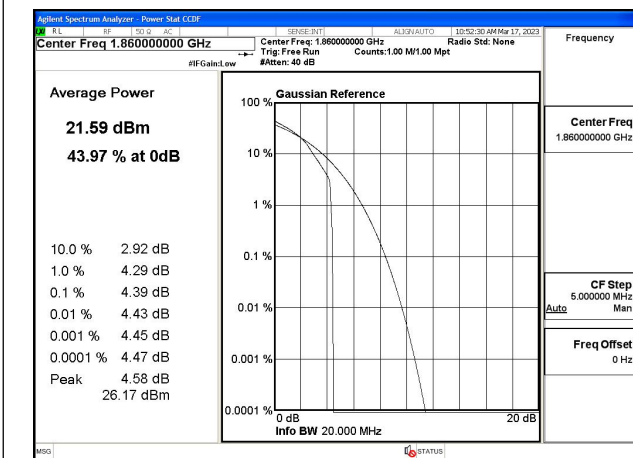 Agilent Spectrum Analyzer - Power Stat CCDF
LXI RL RF 50 Ω AC SENSE:INT ALIGN AUTO 10:52:30 AM Mar 17, 2023
Center Freq 1.860000000 GHz
Center Freq: 1.860000000 GHz Radio Std: None
Trig: Free Run Counts:1.00 M/1.00 Mpt
#IFGain:Low #Atten: 40 dB
Frequency
Average Power
21.59 dBm
43.97 % at 0dB
10.0 % 2.92 dB
1.0 % 4.29 dB
0.1 % 4.39 dB
0.01 % 4.43 dB
0.001 % 4.45 dB
0.0001 % 4.47 dB
Peak 4.58 dB
26.17 dBm
Gaussian Reference
100 %
10 %
1 %
0.1 %
0.01 %
0.001 %
0.0001 %
0 dB 20 dB
Info BW 20.000 MHz
Center Freq
1.860000000 GHz
CF Step
5.000000 MHz
Auto Man
Freq Offset
0 Hz
MSG STATUS